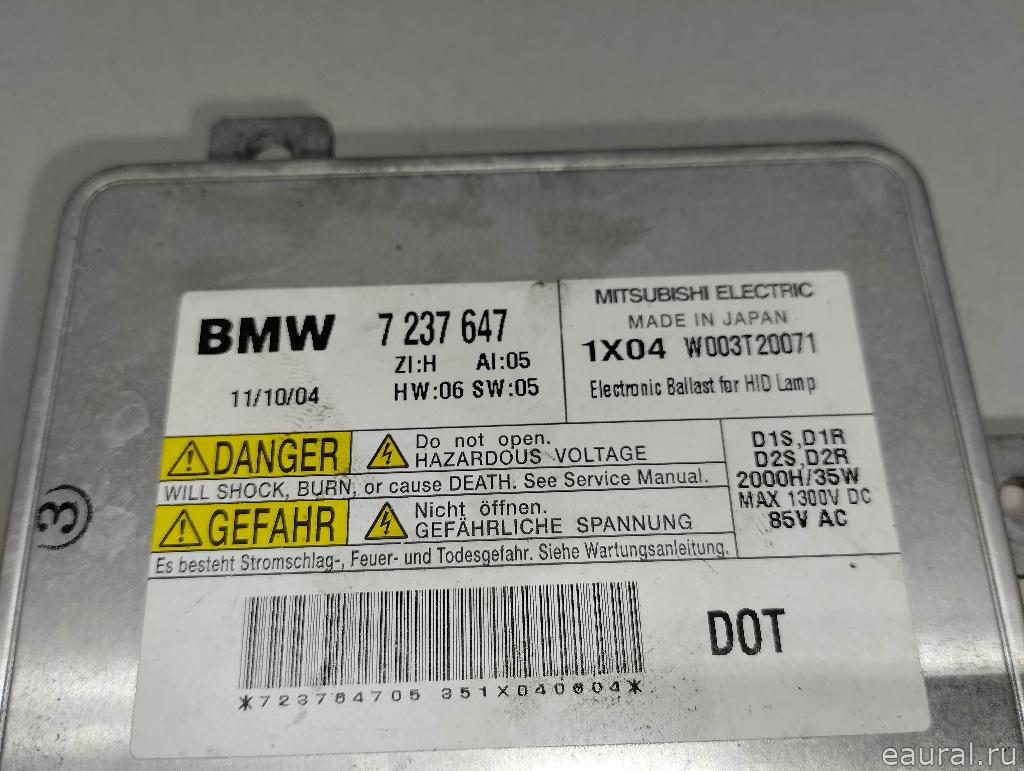 BMW 7 237 647
ZI:H AI:05
11/10/04 HW:06 SW:05
MITSUBISHI ELECTRIC
MADE IN JAPAN
1X04 W003T20071
Electronic Ballast for HID Lamp
DANGER
Do not open.
HAZARDOUS VOLTAGE
WILL SHOCK, BURN, or cause DEATH. See Service Manual.
GEFAHR
Nicht öffnen.
GEFÄHRLICHE SPANNUNG
Es besteht Stromschlag-, Feuer- und Todesgefahr. Siehe Wartungsanleitung.
D1S,D1R
D2S,D2R
2000H/35W
MAX 1300V DC
85V AC
*723764705 351X040604*
DOT
3
eaural.ru